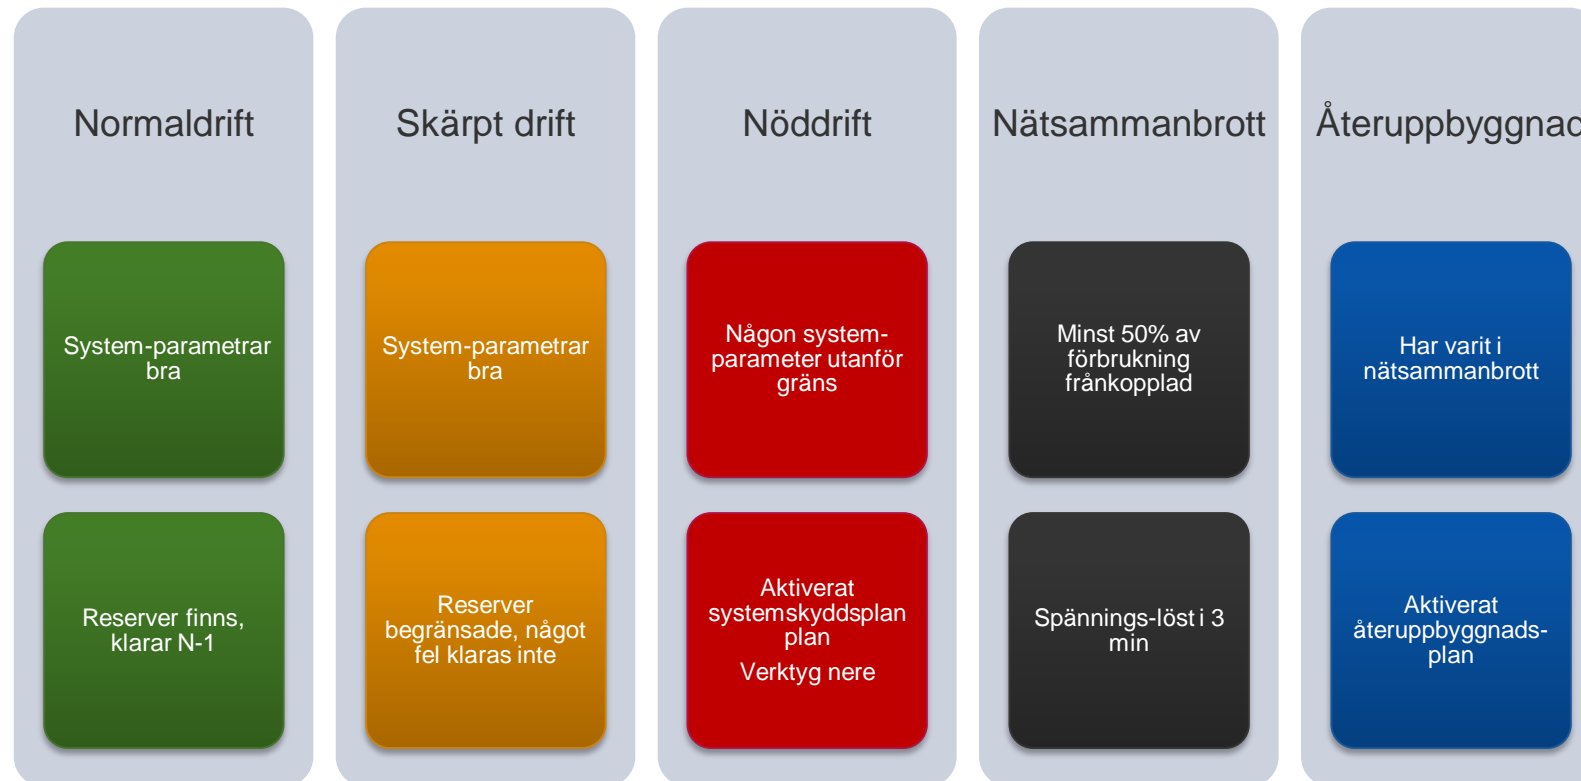 Normaldrift
Skärpt drift
Nöddrift
Nätsammanbrott
Återuppbyggnad
System-parametrar
bra
System-parametrar
bra
Någon system-
parameter utanför
gräns
Minst 50% av
förbrukning
frånkopplad
Har varit i
nätsammanbrott
Reserver finns,
klarar N-1
Reserver
begränsade, något
fel klaras inte
Aktiverat
systemskyddsplan
plan
Verktyg nere
Spännings-löst i 3
min
Aktiverat
återuppbyggnads-
plan